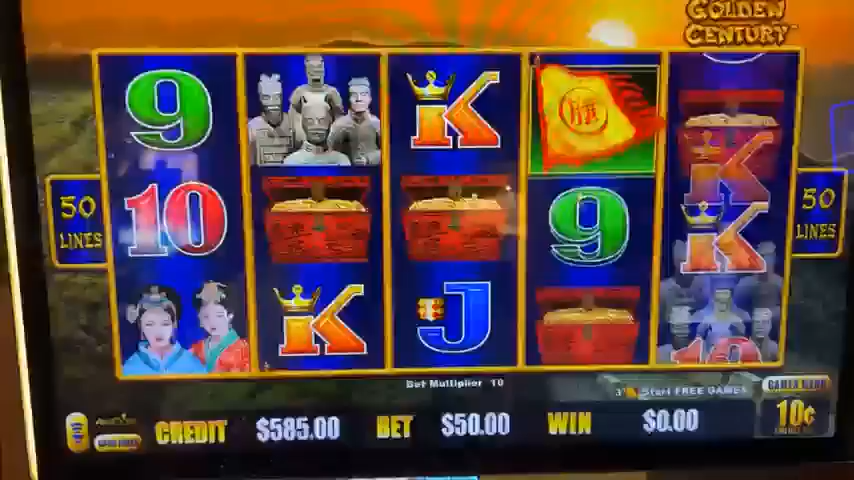 GOLDEN
CENTURY
9
K
10
9
K
50
LINES
50
LINES
K
J
10
Bet Multiplier 10
Start FREE GAMES
CREDIT $585.00 BET $50.00 WIN $0.00
10¢